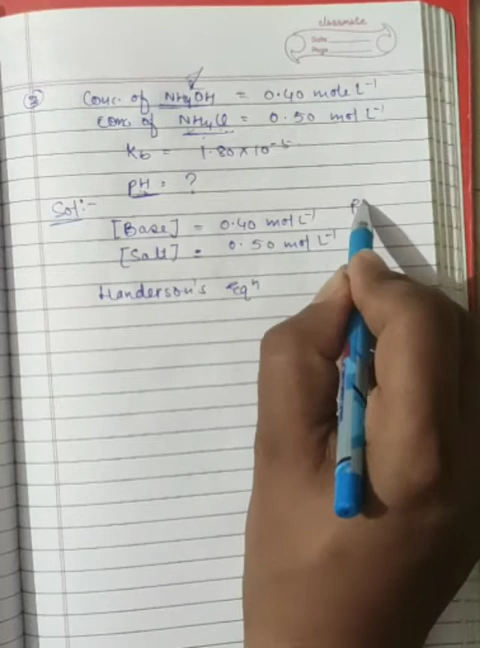 classmate
Date
Page
3 Conc. of NH4OH = 0.40 mole L⁻¹
Conc of NH4Cl = 0.50 mol L⁻¹
Kb = 1.80×10⁻⁵
PH = ?
Sol:-
[Base] = 0.40 mol L⁻¹ P
[Salt] = 0.50 mol L⁻¹
Handerson's Eqⁿ